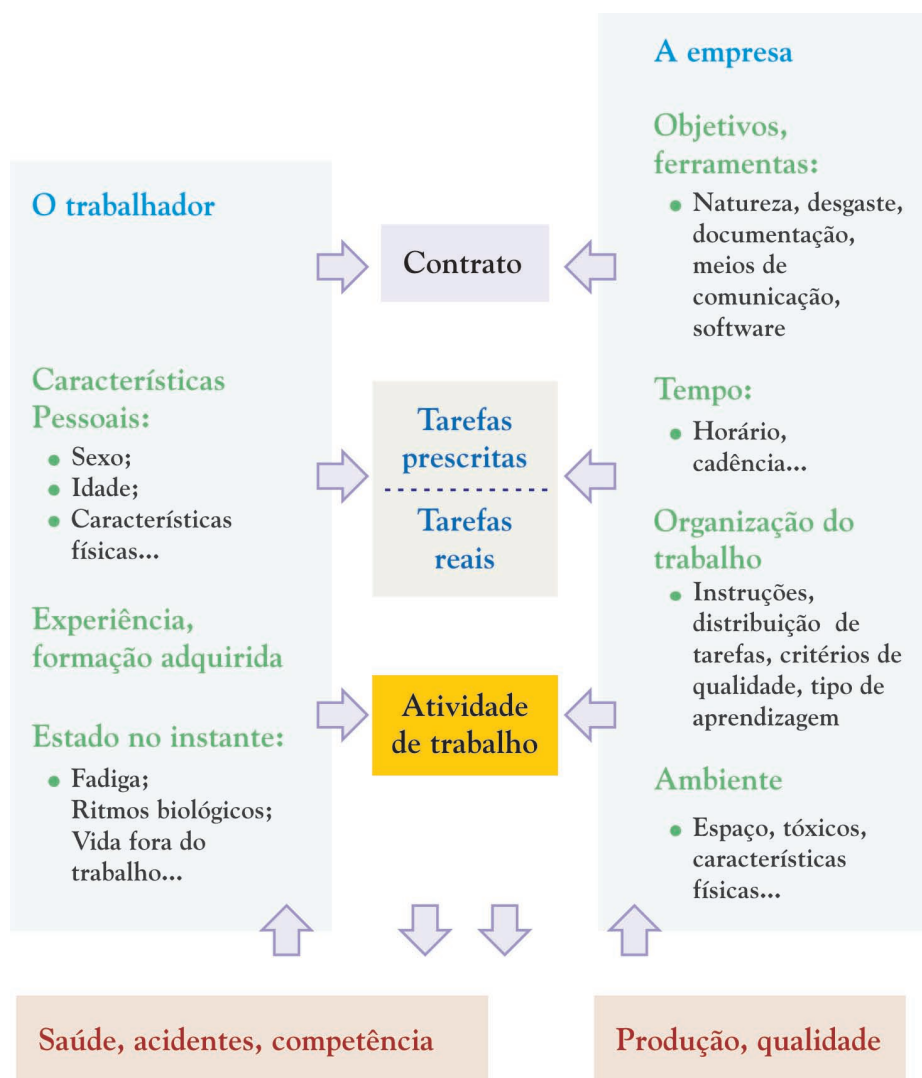 O trabalhador
Características
Pessoais:
• Sexo;
• Idade;
• Características
físicas...
Experiência,
formação adquirida
Estado no instante:
• Fadiga;
Ritmos biológicos;
Vida fora do
trabalho...
Contrato
Tarefas
prescritas
Tarefas
reais
Atividade
de trabalho
A empresa
Objetivos,
ferramentas:
• Natureza, desgaste,
documentação,
meios de
comunicação,
software
Tempo:
• Horário,
cadência...
Organização do
trabalho
• Instruções,
distribuição de
tarefas, critérios de
qualidade, tipo de
aprendizagem
Ambiente
• Espaço, tóxicos,
características
físicas...
Saúde, acidentes, competência
Produção, qualidade